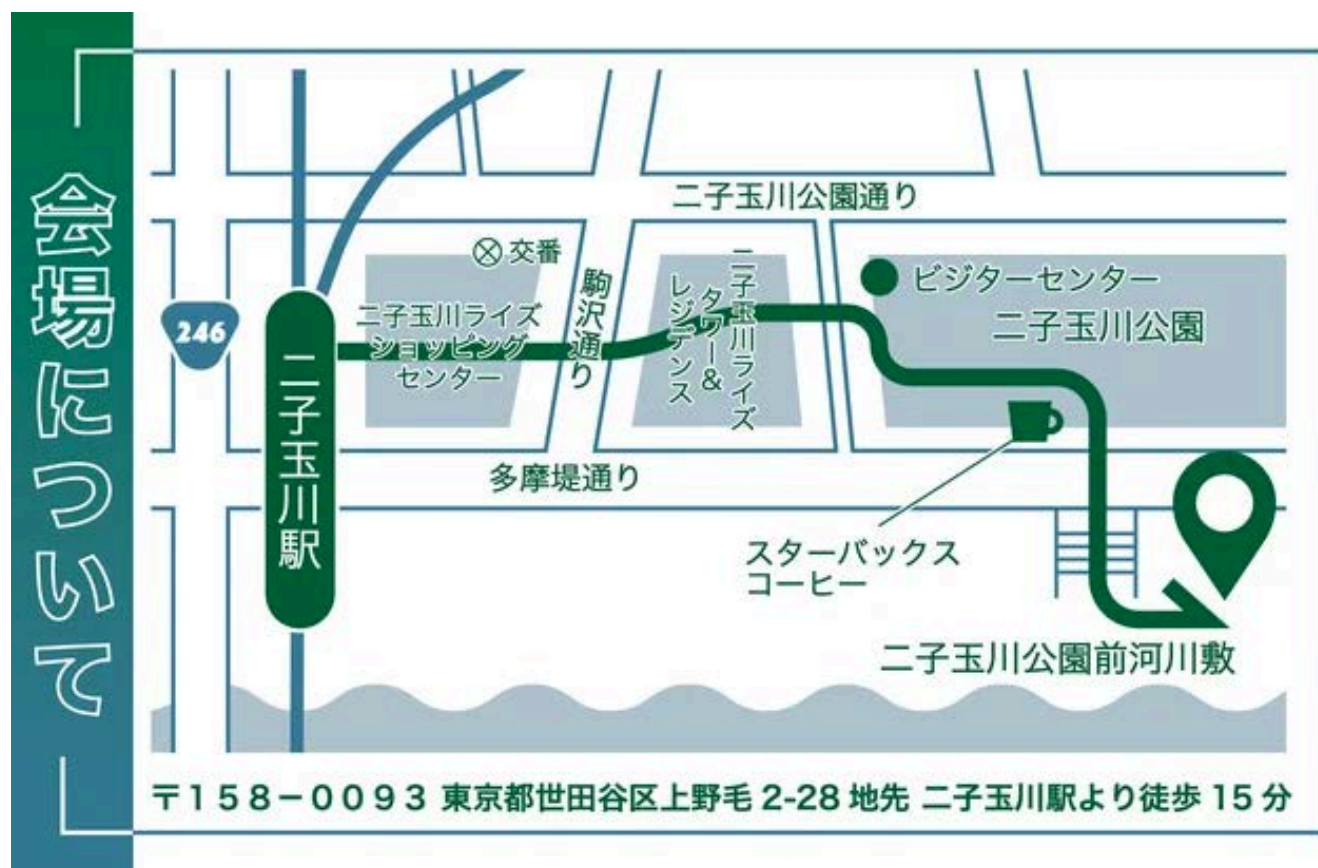 会場について
二子玉川公園通り
交番
駒沢通り
二子玉川ライズ
ショッピング
センター
二子玉川ライズ
タワー&
レジデンス
ビジターセンター
二子玉川公園
246
二子玉川駅
多摩堤通り
スターバックス
コーヒー
二子玉川公園前河川敷
〒158-0093 東京都世田谷区上野毛 2-28 地先 二子玉川駅より徒歩 15 分